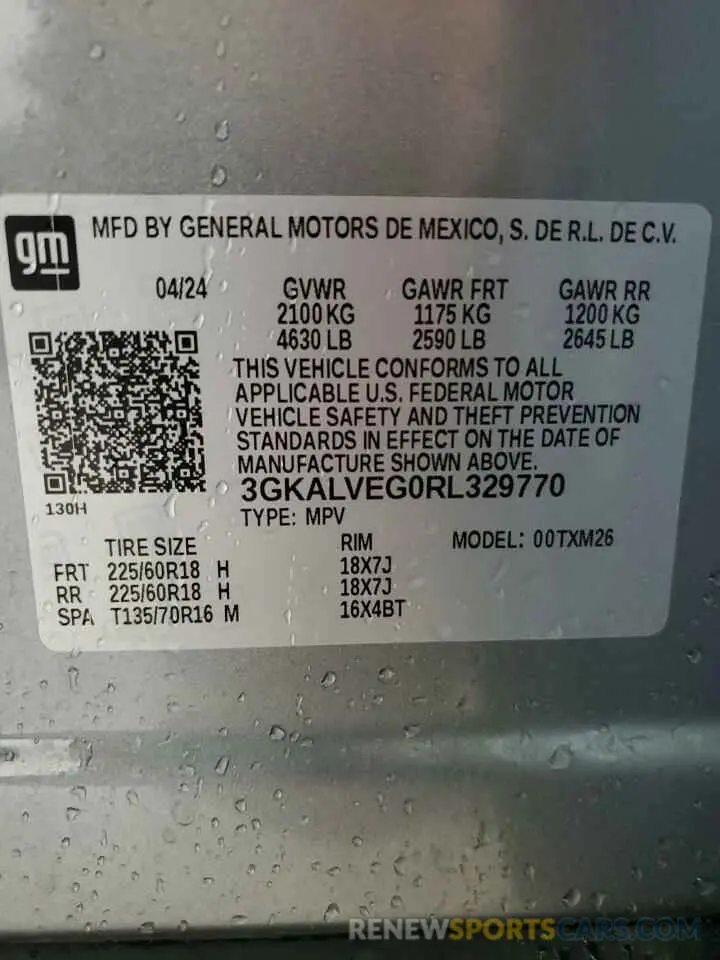 gm
MFD BY GENERAL MOTORS DE MEXICO, S. DE R.L. DE C.V.
04/24 GVWR GAWR FRT GAWR RR
2100 KG 1175 KG 1200 KG
4630 LB 2590 LB 2645 LB
THIS VEHICLE CONFORMS TO ALL
APPLICABLE U.S. FEDERAL MOTOR
VEHICLE SAFETY AND THEFT PREVENTION
STANDARDS IN EFFECT ON THE DATE OF
MANUFACTURE SHOWN ABOVE.
3GKALVEG0RL329770
130H
TYPE: MPV
TIRE SIZE RIM MODEL: 00TXM26
FRT 225/60R18 H 18X7J
RR 225/60R18 H 18X7J
SPA T135/70R16 M 16X4BT
RENEWSPORTSCARS.COM